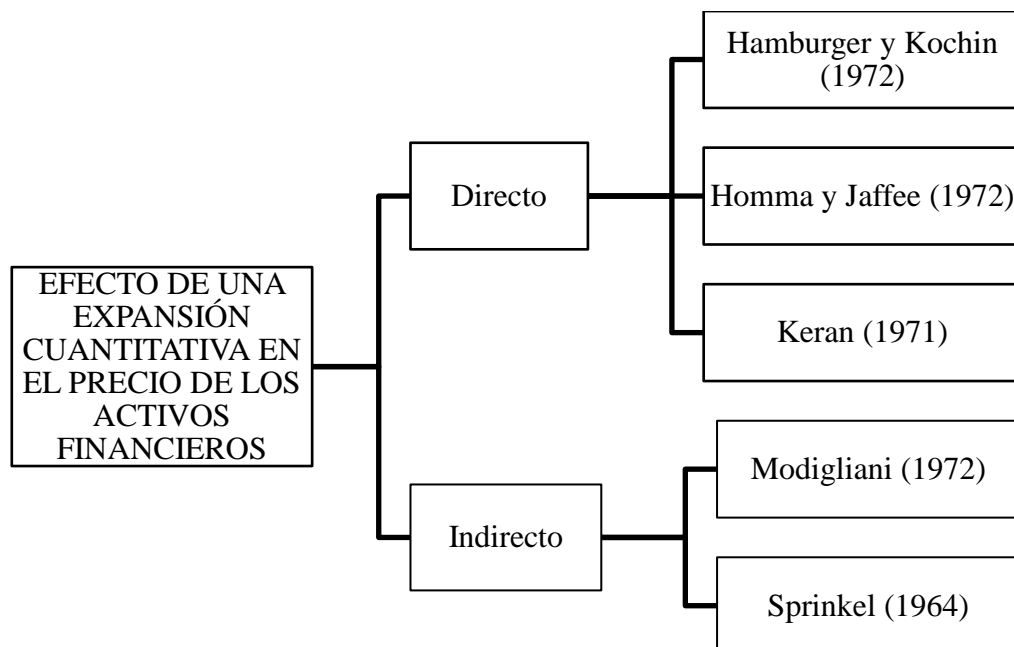 EFECTO DE UNA
EXPANSIÓN
CUANTITATIVA EN
EL PRECIO DE LOS
ACTIVOS
FINANCIEROS
Directo
Hamburger y Kochin
(1972)
Homma y Jaffee (1972)
Keran (1971)
Indirecto
Modigliani (1972)
Sprinkel (1964)